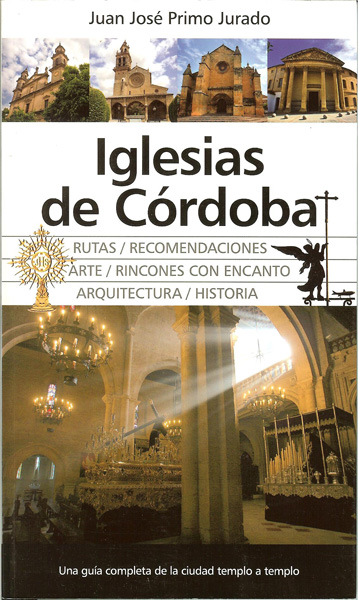 Juan José Primo Jurado
Iglesias
de Córdoba
RUTAS / RECOMENDACIONES
ARTE / RINCONES CON ENCANTO
ARQUITECTURA / HISTORIA
Una guía completa de la ciudad templo a templo